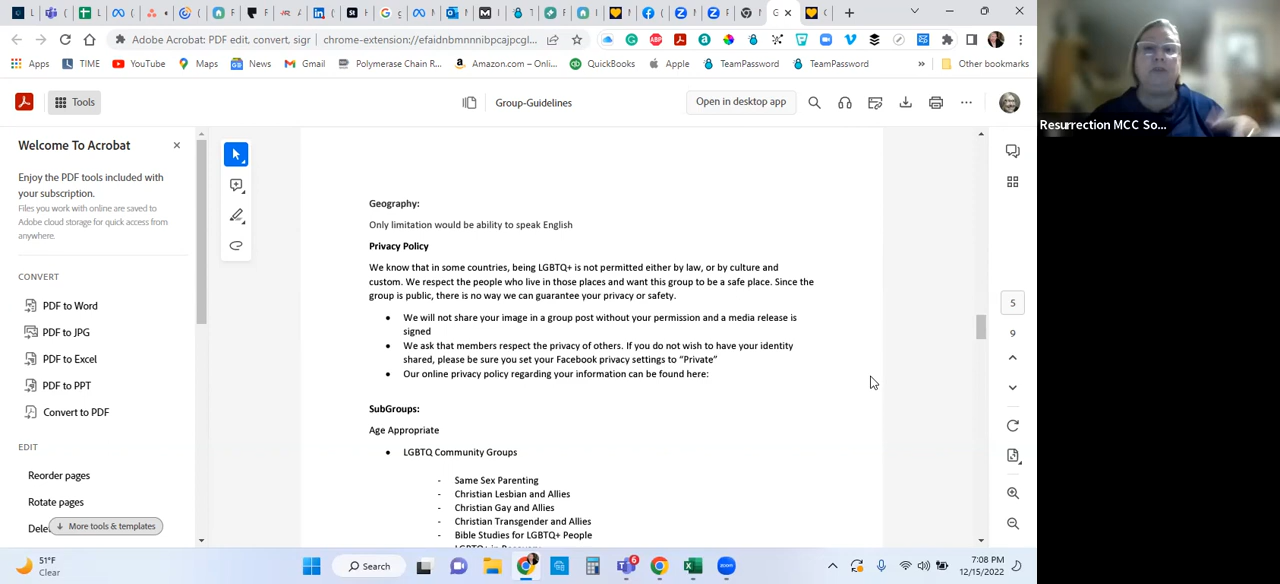 Adobe Acrobat: PDF edit, convert, sigr
chrome-extension://efaidnbmnnnibpcajpcgl...
Apps TIME YouTube Maps News Gmail Polymerase Chain R... Amazon.com – Onli... QuickBooks Apple TeamPassword TeamPassword » Other bookmarks
Tools
Group-Guidelines
Open in desktop app
Resurrection MCC So...
Welcome To Acrobat
Enjoy the PDF tools included with
your subscription.
Files you work with online are saved to
Adobe cloud storage for quick access from
anywhere.
CONVERT
PDF to Word
PDF to JPG
PDF to Excel
PDF to PPT
Convert to PDF
EDIT
Reorder pages
Rotate pages
Dele
More tools & templates
Geography:
Only limitation would be ability to speak English
Privacy Policy
We know that in some countries, being LGBTQ+ is not permitted either by law, or by culture and
custom. We respect the people who live in those places and want this group to be a safe place. Since the
group is public, there is no way we can guarantee your privacy or safety.
• We will not share your image in a group post without your permission and a media release is
signed
• We ask that members respect the privacy of others. If you do not wish to have your identity
shared, please be sure you set your Facebook privacy settings to “Private”
• Our online privacy policy regarding your information can be found here:
SubGroups:
Age Appropriate
• LGBTQ Community Groups
- Same Sex Parenting
- Christian Lesbian and Allies
- Christian Gay and Allies
- Christian Transgender and Allies
- Bible Studies for LGBTQ+ People
- LGBTQ+ in Recovery
5
9
51°F
Clear
Search
6
7:08 PM
12/15/2022